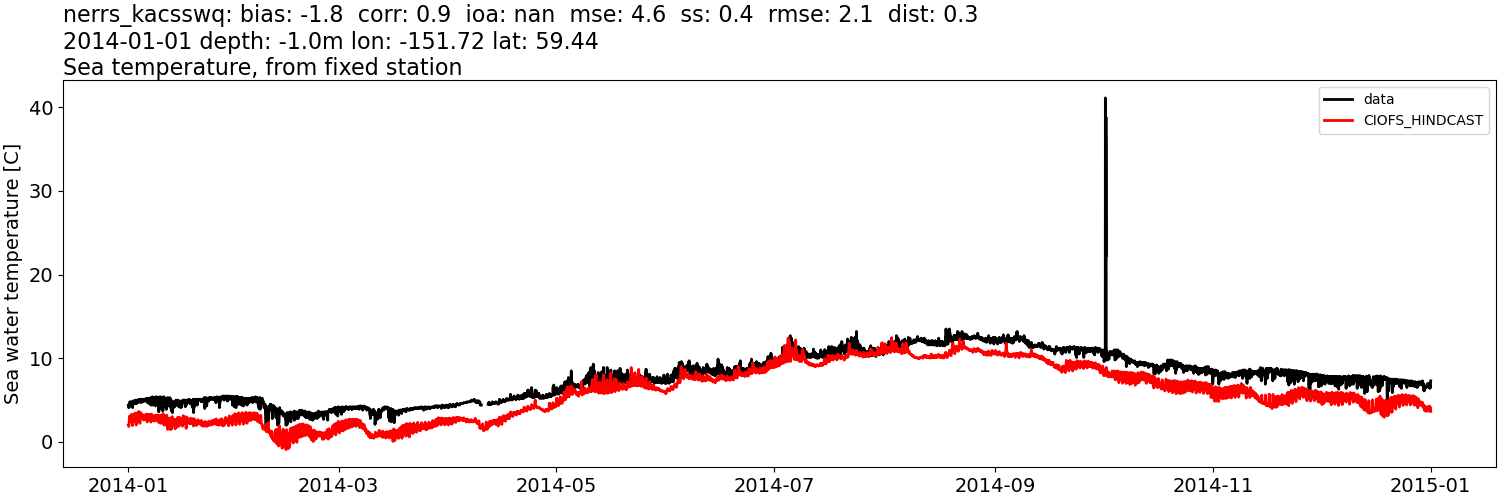 nerrs_kacsswq: bias: -1.8  corr: 0.9  ioa: nan  mse: 4.6  ss: 0.4  rmse: 2.1  dist: 0.3
2014-01-01 depth: -1.0m lon: -151.72 lat: 59.44
Sea temperature, from fixed station
data
CIOFS_HINDCAST
Sea water temperature [C]
40
30
20
10
0
2014-01
2014-03
2014-05
2014-07
2014-09
2014-11
2015-01